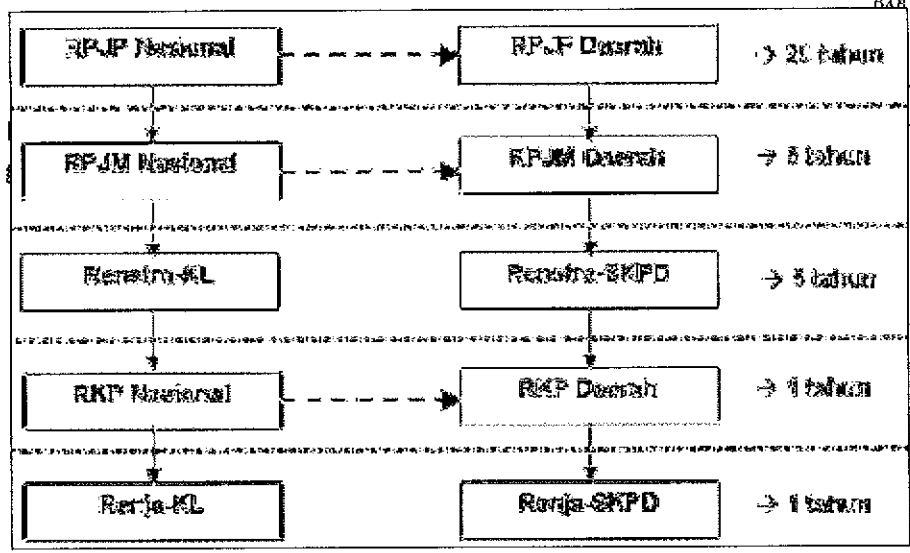 RPJP Nasional
RPJP Daerah
→ 25 tahun
RPJM Nasional
RPJM Daerah
→ 5 tahun
Renstra-KL
Renstra-SKPD
→ 5 tahun
RKP Nasional
RKP Daerah
→ 1 tahun
Renja-KL
Renja-SKPD
→ 1 tahun